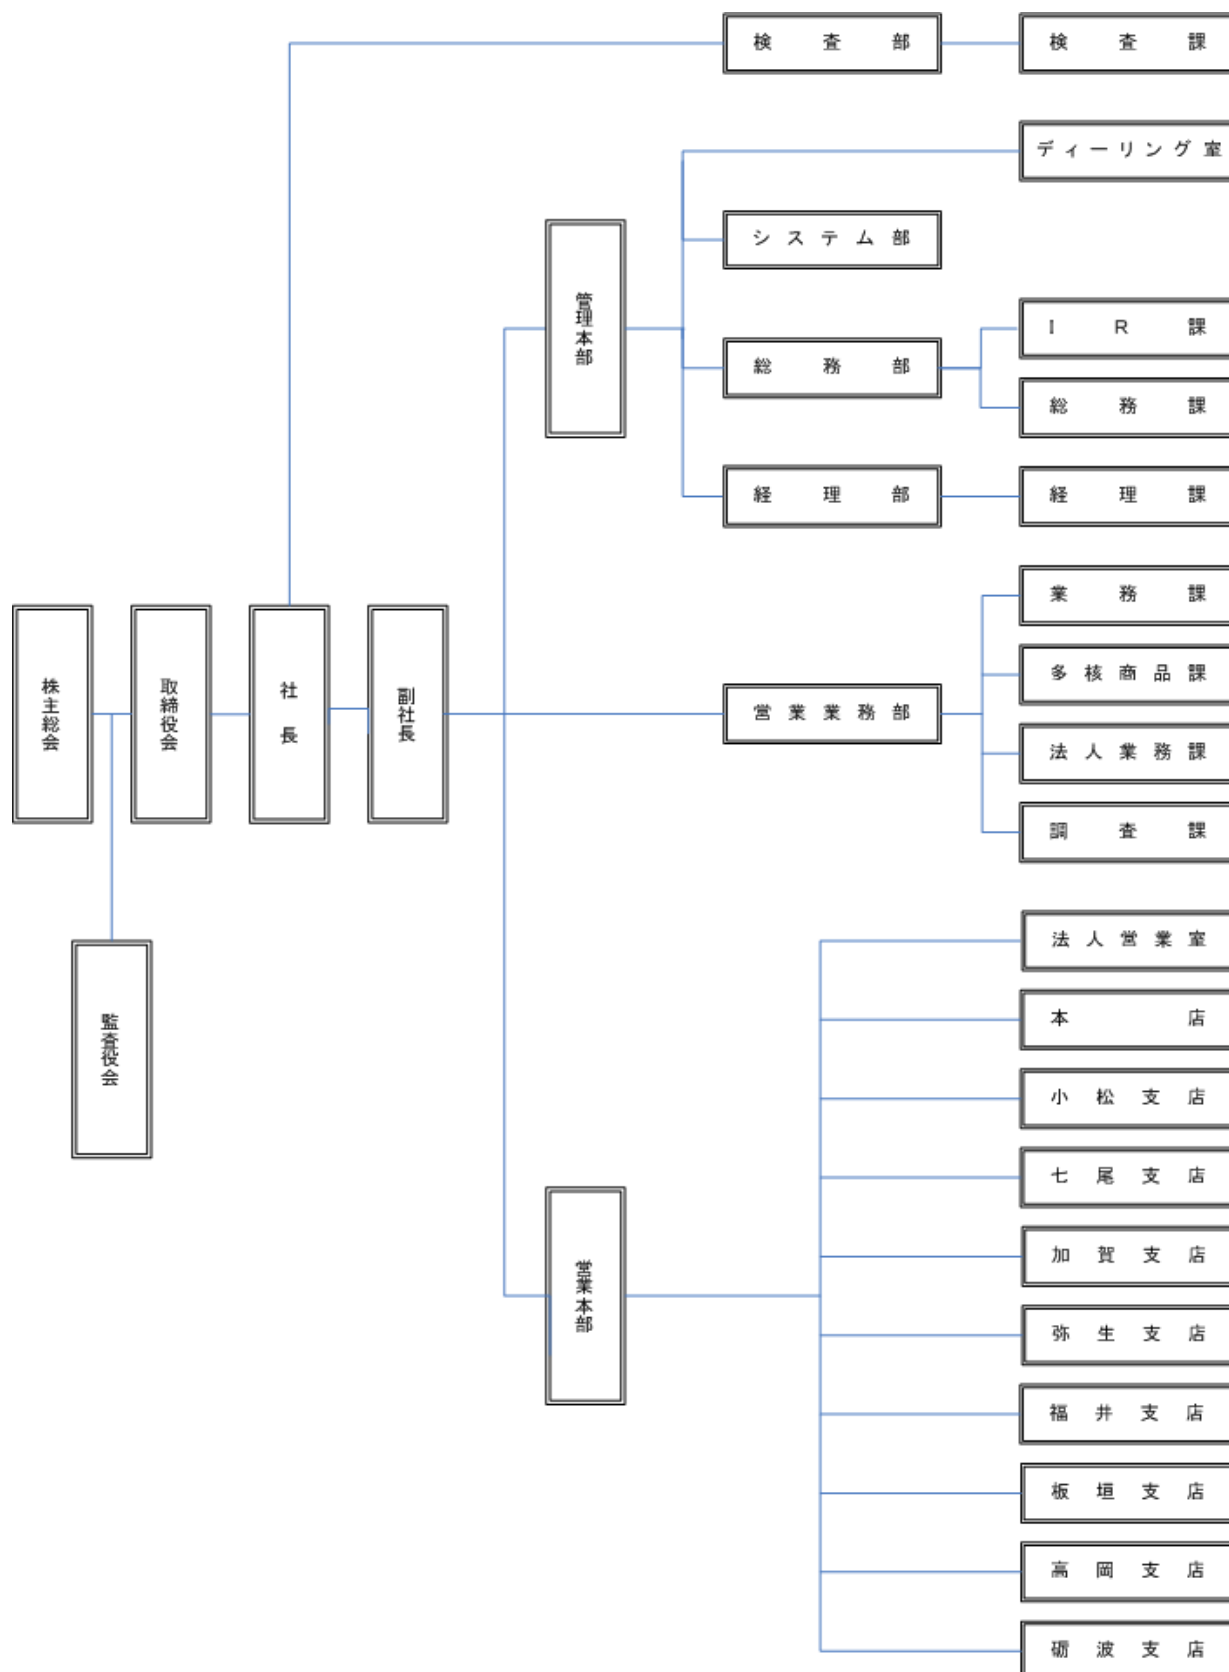 検査部
検査課
ディーリング室
システム部
管理本部
IR課
総務部
総務課
経理部
経理課
業務課
多核商品課
営業業務部
法人業務課
調査課
株主総会
取締役会
社長
副社長
監査役会
法人営業室
本店
小松支店
七尾支店
加賀支店
弥生支店
営業本部
福井支店
板垣支店
高岡支店
砺波支店